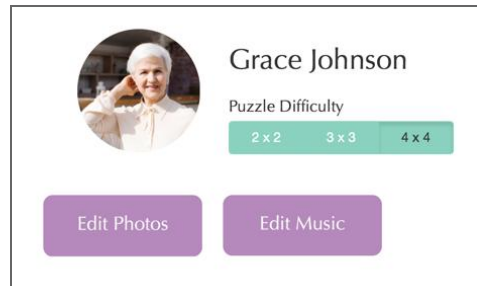 Grace Johnson
Puzzle Difficulty
2 x 2 3 x 3 4 x 4
Edit Photos Edit Music